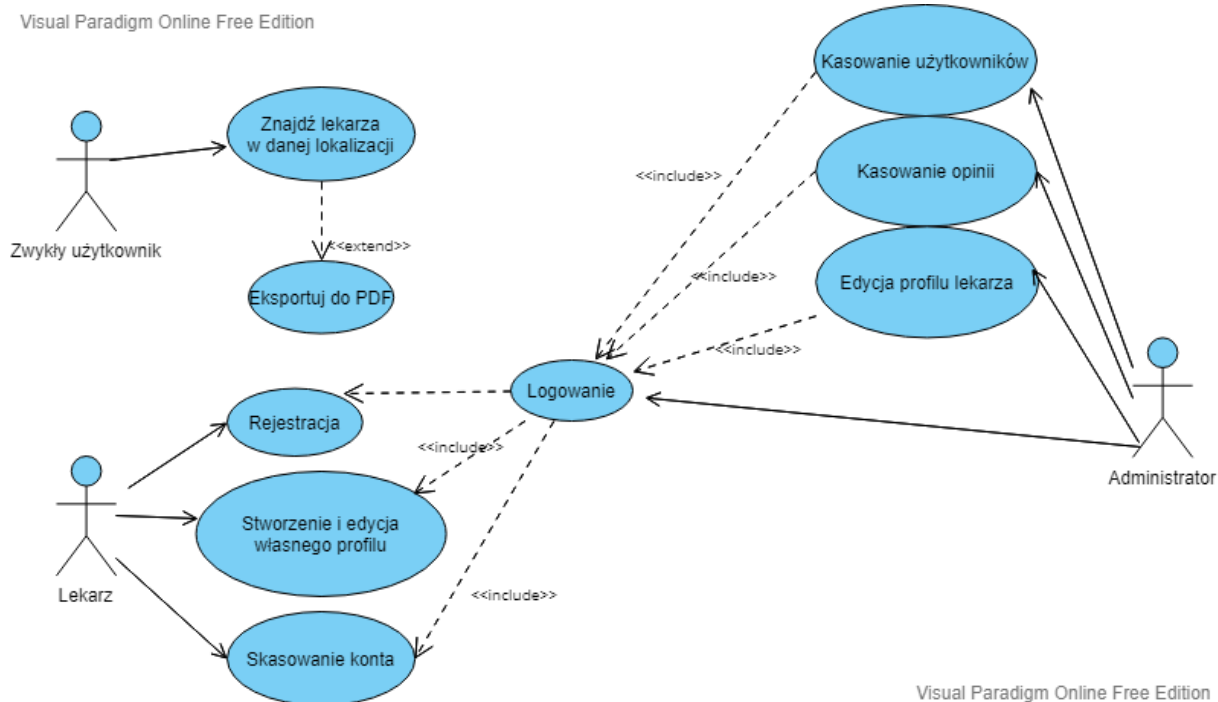 Visual Paradigm Online Free Edition
Kasowanie użytkowników
Znajdź lekarza
w danej lokalizacji
<<include>>
Kasowanie opinii
Zwykły użytkownik
<<extend>>
Eksportuj do PDF
<<include>>
Edycja profilu lekarza
<<include>>
Logowanie
Rejestracja
<<include>>
Administrator
Stworzenie i edycja
własnego profilu
Lekarz
<<include>>
Skasowanie konta
Visual Paradigm Online Free Edition